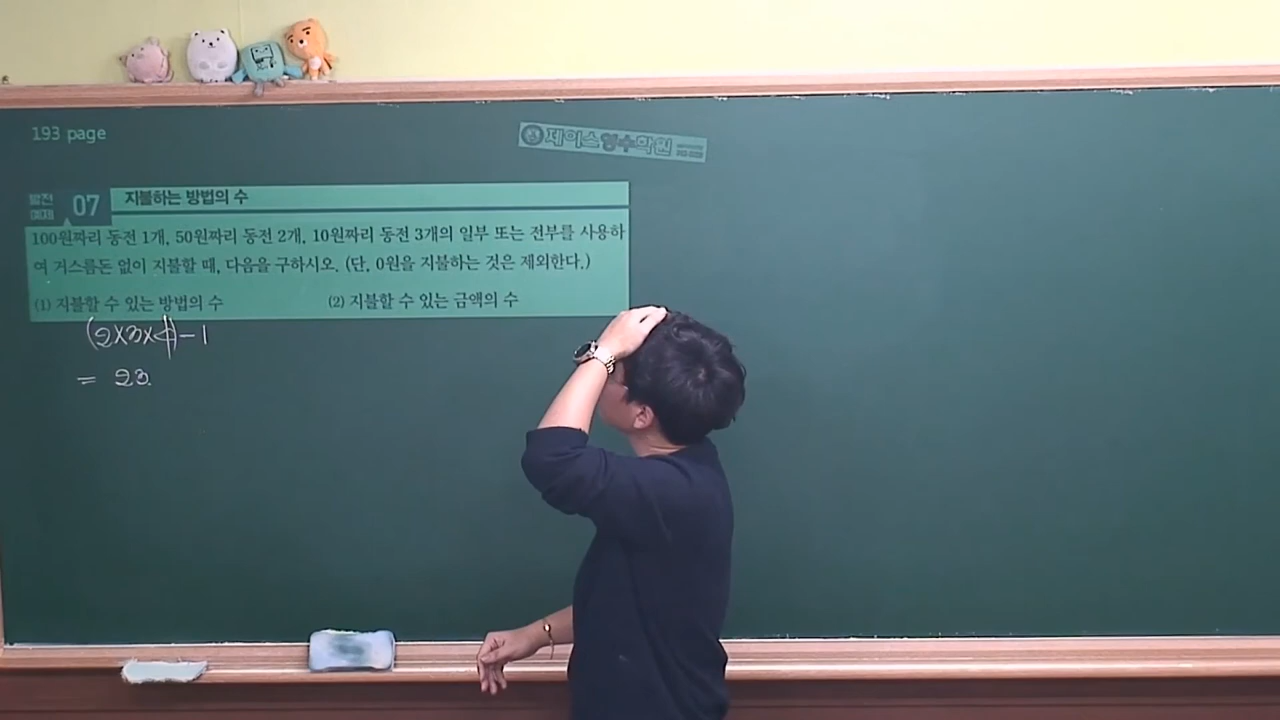 193 page
제이스 영수학원
발전
예제
07
지불하는 방법의 수
100원짜리 동전 1개, 50원짜리 동전 2개, 10원짜리 동전 3개의 일부 또는 전부를 사용하
여 거스름돈 없이 지불할 때, 다음을 구하시오. (단, 0원을 지불하는 것은 제외한다.)
(1) 지불할 수 있는 방법의 수
(2) 지불할 수 있는 금액의 수
(2×3×4)-1
= 23.